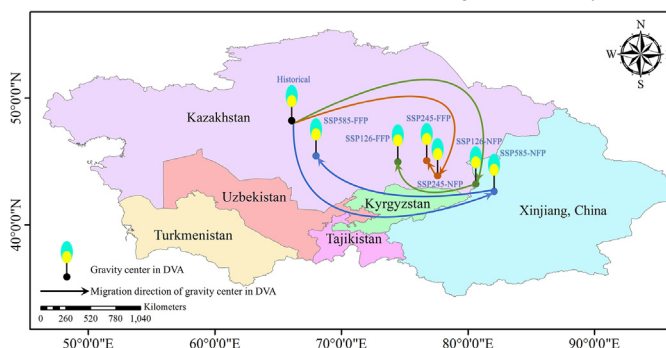 N
W
E
S
50°0'0"N
40°0'0"N
Historical
Kazakhstan
SSP585-FFP
SSP245-FFP
SSP126-FFP
SSP126-NFP
SSP585-NFP
SSP245-NFP
Uzbekistan
Kyrgyzstan
Xinjiang, China
Turkmenistan
Tajikistan
Gravity center in DVA
Migration direction of gravity center in DVA
Kilometers
0 260 520 780 1,040
50°0'0"E
60°0'0"E
70°0'0"E
80°0'0"E
90°0'0"E